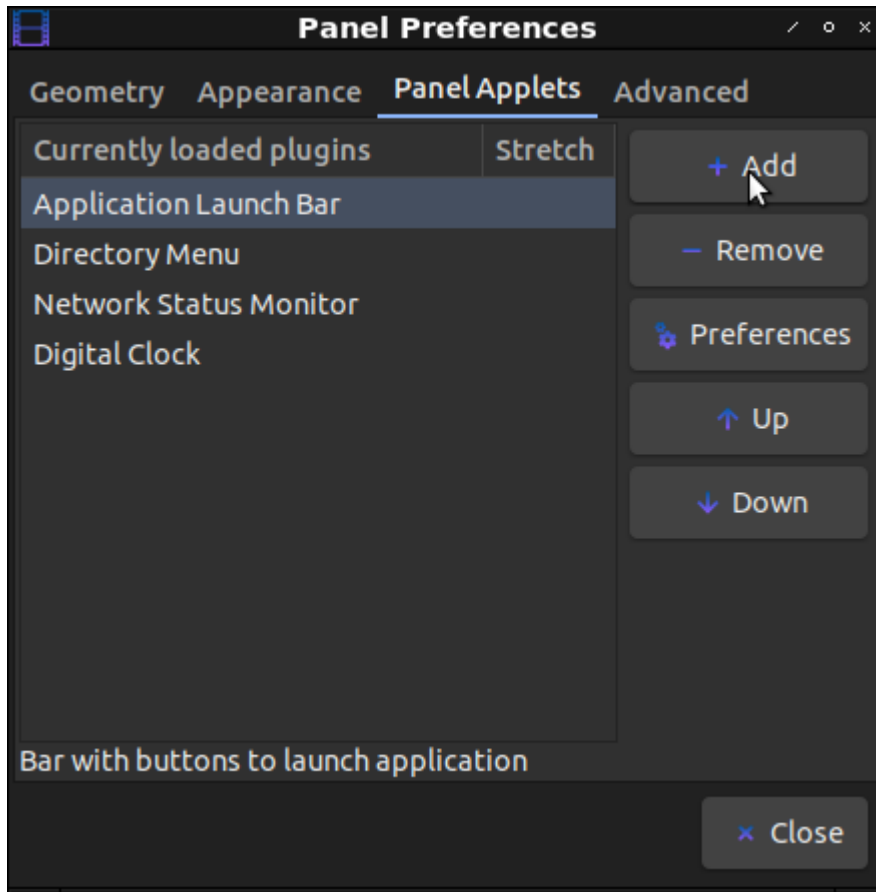 Panel Preferences
Geometry Appearance Panel Applets Advanced
Currently loaded plugins Stretch
Application Launch Bar
Directory Menu
Network Status Monitor
Digital Clock
Add
Remove
Preferences
Up
Down
Bar with buttons to launch application
Close